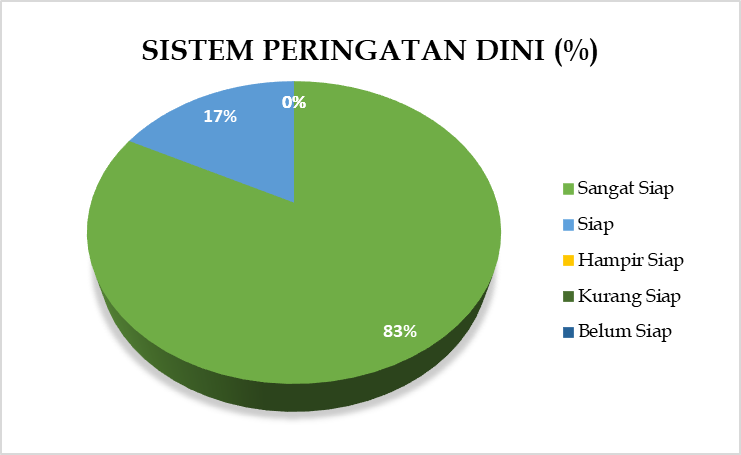 SISTEM PERINGATAN DINI (%)
0%
17%
83%
Sangat Siap
Siap
Hampir Siap
Kurang Siap
Belum Siap